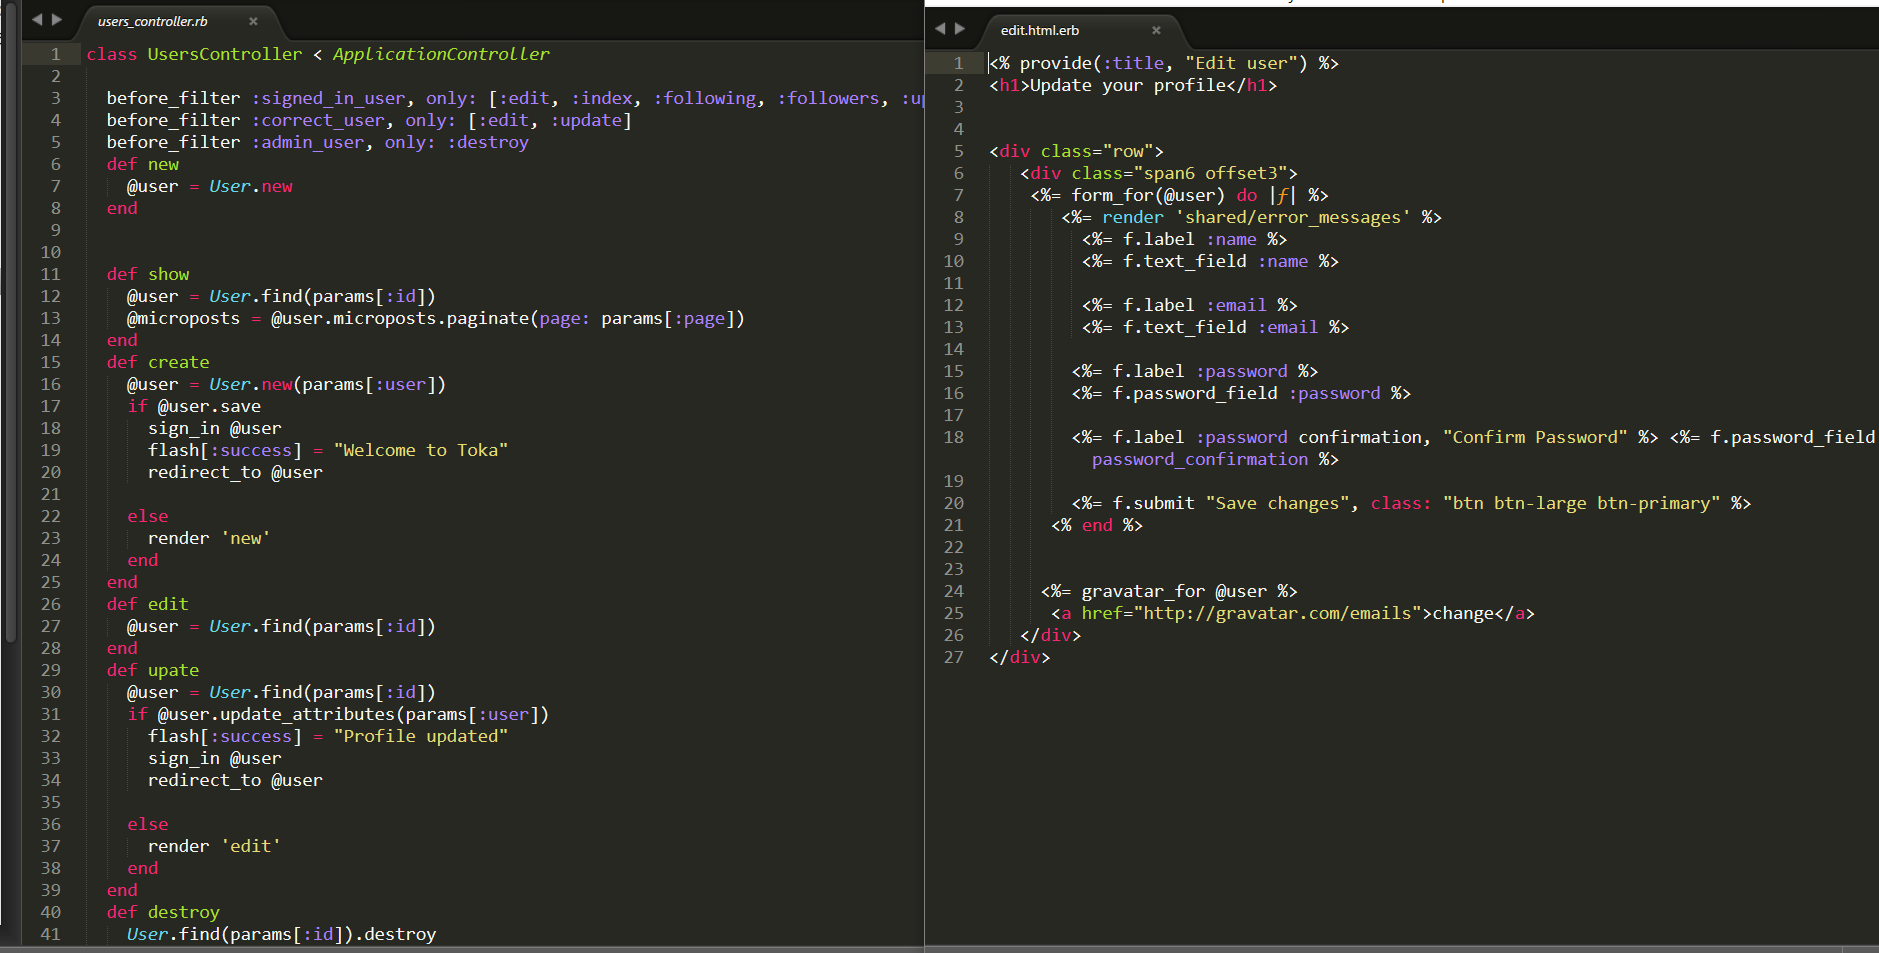 users_controller.rb ×
1 class UsersController < ApplicationController
2
3   before_filter :signed_in_user, only: [:edit, :index, :following, :followers, :up
4   before_filter :correct_user, only: [:edit, :update]
5   before_filter :admin_user, only: :destroy
6   def new
7     @user = User.new
8   end
9
10
11   def show
12     @user = User.find(params[:id])
13     @microposts = @user.microposts.paginate(page: params[:page])
14   end
15   def create
16     @user = User.new(params[:user])
17     if @user.save
18       sign_in @user
19       flash[:success] = "Welcome to Toka"
20       redirect_to @user
21
22     else
23       render 'new'
24     end
25   end
26   def edit
27     @user = User.find(params[:id])
28   end
29   def upate
30     @user = User.find(params[:id])
31     if @user.update_attributes(params[:user])
32       flash[:success] = "Profile updated"
33       sign_in @user
34       redirect_to @user
35
36     else
37       render 'edit'
38     end
39   end
40   def destroy
41     User.find(params[:id]).destroy
edit.html.erb ×
1 <% provide(:title, "Edit user") %>
2 <h1>Update your profile</h1>
3
4
5 <div class="row">
6    <div class="span6 offset3">
7     <%= form_for(@user) do |f| %>
8        <%= render 'shared/error_messages' %>
9          <%= f.label :name %>
10          <%= f.text_field :name %>
11
12          <%= f.label :email %>
13          <%= f.text_field :email %>
14
15         <%= f.label :password %>
16         <%= f.password_field :password %>
17
18         <%= f.label :password confirmation, "Confirm Password" %> <%= f.password_field
          password_confirmation %>
19
20         <%= f.submit "Save changes", class: "btn btn-large btn-primary" %>
21       <% end %>
22
23
24      <%= gravatar_for @user %>
25       <a href="http://gravatar.com/emails">change</a>
26    </div>
27 </div>